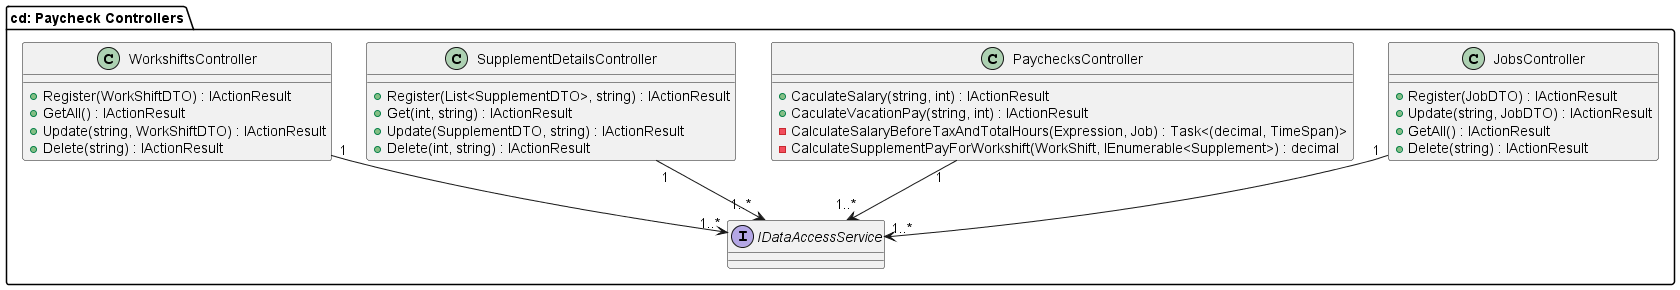 cd: Paycheck Controllers
C WorkshiftsController
Register(WorkShiftDTO) : IActionResult
GetAll() : IActionResult
Update(string, WorkShiftDTO) : IActionResult
Delete(string) : IActionResult
C SupplementDetailsController
Register(List<SupplementDTO>, string) : IActionResult
Get(int, string) : IActionResult
Update(SupplementDTO, string) : IActionResult
Delete(int, string) : IActionResult
C PaychecksController
CaculateSalary(string, int) : IActionResult
CaculateVacationPay(string, int) : IActionResult
CalculateSalaryBeforeTaxAndTotalHours(Expression, Job) : Task<(decimal, TimeSpan)>
CalculateSupplementPayForWorkshift(WorkShift, IEnumerable<Supplement>) : decimal
C JobsController
Register(JobDTO) : IActionResult
Update(string, JobDTO) : IActionResult
GetAll() : IActionResult
Delete(string) : IActionResult
1
1
1
1
1..*
1..*
1..*
1..*
I IDataAccessService